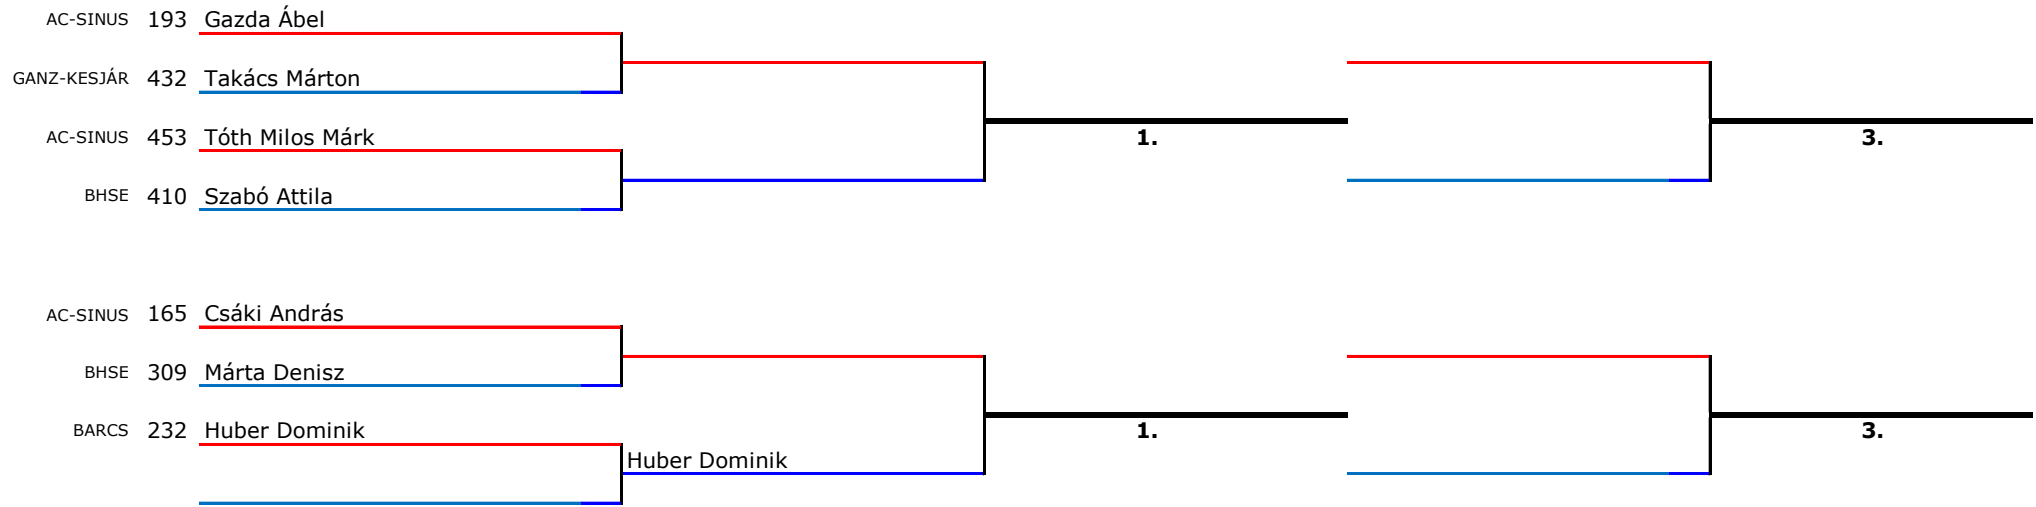 AC-SINUS 193 Gazda Ábel
GANZ-KESJÁR 432 Takács Márton
1. 3.
AC-SINUS 453 Tóth Milos Márk
BHSE 410 Szabó Attila
AC-SINUS 165 Csáki András
BHSE 309 Márta Denisz
BARCS 232 Huber Dominik
1. 3.
Huber Dominik